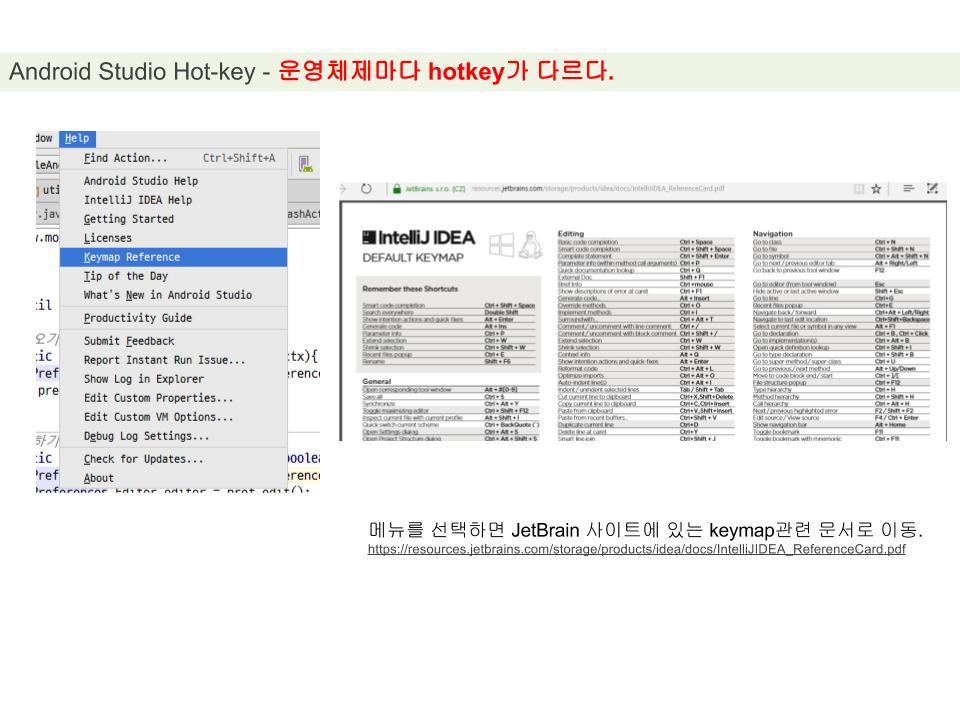 Android Studio Hot-key - 운영체제마다 hotkey가 다르다.
dow Help
Find Action... Ctrl+Shift+A
Android Studio Help
IntelliJ IDEA Help
Getting Started
Licenses
Keymap Reference
Tip of the Day
What's New in Android Studio
Productivity Guide
Submit Feedback
Report Instant Run Issue...
Show Log in Explorer
Edit Custom Properties...
Edit Custom VM Options...
Debug Log Settings...
Check for Updates...
About
JetBrains s.r.o. [CZ] resources.jetbrains.com/storage/products/idea/docs/IntelliJIDEA_ReferenceCard.pdf
IntelliJ IDEA
DEFAULT KEYMAP
Remember these Shortcuts
Smart code completion Ctrl + Shift + Space
Search everywhere Double Shift
Show intention actions and quick fixes Alt + Enter
Generate code Alt + Ins
Parameter info Ctrl + P
Extend selection Ctrl + W
Shrink selection Ctrl + Shift + W
Recent files popup Ctrl + E
Rename Shift + F6
General
Open corresponding tool window Alt + #[0-9]
Save all Ctrl + S
Synchronize Ctrl + Alt + Y
Toggle maximizing editor Ctrl + Shift + F12
Inspect current file with current profile Alt + Shift + I
Quick switch current scheme Ctrl + BackQuote (`)
Open Settings dialog Ctrl + Alt + S
Open Project Structure dialog Ctrl + Alt + Shift + S
Editing
Basic code completion Ctrl + Space
Smart code completion Ctrl + Shift + Space
Complete statement Ctrl + Shift + Enter
Parameter info (within method call arguments) Ctrl + P
Quick documentation lookup Ctrl + Q
External Doc Shift + F1
Brief Info Ctrl +mouse
Show descriptions of error at caret Ctrl + F1
Generate code... Alt + Insert
Override methods Ctrl + O
Implement methods Ctrl + I
Surround with... Ctrl + Alt + T
Comment/uncomment with line comment Ctrl + /
Comment/uncomment with block comment Ctrl + Shift + /
Extend selection Ctrl + W
Shrink selection Ctrl + Shift + W
Context info Alt + Q
Show intention actions and quick fixes Alt + Enter
Reformat code Ctrl + Alt + L
Optimize imports Ctrl + Alt + O
Auto-indent line(s) Ctrl + Alt + I
Indent/unindent selected lines Tab / Shift + Tab
Cut current line to clipboard Ctrl+X,Shift+Delete
Copy current line to clipboard Ctrl+C,Ctrl+Insert
Paste from clipboard Ctrl+V,Shift+Insert
Paste from recent buffers... Ctrl+Shift + V
Duplicate current line Ctrl+D
Delete line at caret Ctrl+Y
Smart line join Ctrl+Shift + J
Navigation
Go to class Ctrl + N
Go to file Ctrl + Shift + N
Go to symbol Ctrl + Alt + Shift + N
Go to next / previous editor tab Alt + Right/Left
Go back to previous tool window F12
Go to editor (from tool window) Esc
Hide active or last active window Shift + Esc
Go to line Ctrl+G
Recent files popup Ctrl+E
Navigate back / forward Ctrl+Alt + Left/Right
Navigate to last edit location Ctrl+Shift+Backspace
Select current file or symbol in any view Alt + F1
Go to declaration Ctrl + B , Ctrl + Click
Go to implementation(s) Ctrl + Alt + B
Open quick definition lookup Ctrl + Shift + I
Go to type declaration Ctrl + Shift + B
Go to super method / super-class Ctrl + U
Go to previous / next method Alt + Up/Down
Move to code block end / start Ctrl + ]/[
File structure popup Ctrl + F12
Type hierarchy Ctrl + H
Method hierarchy Ctrl + Shift + H
Call hierarchy Ctrl + Alt + H
Next / previous highlighted error F2 / Shift + F2
Edit source / View source F4 / Ctrl + Enter
Show navigation bar Alt + Home
Toggle bookmark F11
Toggle bookmark with mnemonic Ctrl + F11
메뉴를 선택하면 JetBrain 사이트에 있는 keymap관련 문서로 이동.
https://resources.jetbrains.com/storage/products/idea/docs/IntelliJIDEA_ReferenceCard.pdf